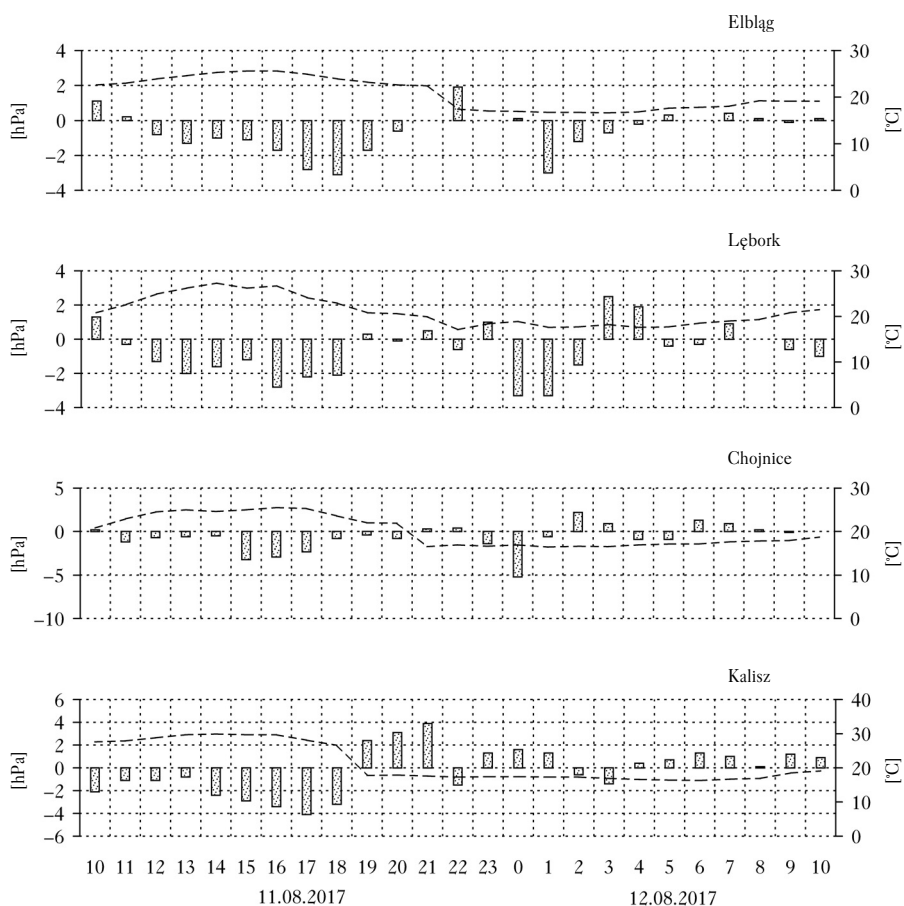 Elbląg
4 30
2 20
[hPa] 0 [°C]
−2 10
−4 0
Lębork
4 30
2 20
[hPa] 0 [°C]
−2 10
−4 0
Chojnice
5 30
0 20
[hPa] [°C]
−5 10
−10 0
Kalisz
6 40
4 30
2
[hPa] 0 20 [°C]
−2
−4 10
−6 0
10 11 12 13 14 15 16 17 18 19 20 21 22 23 0 1 2 3 4 5 6 7 8 9 10
11.08.2017 12.08.2017